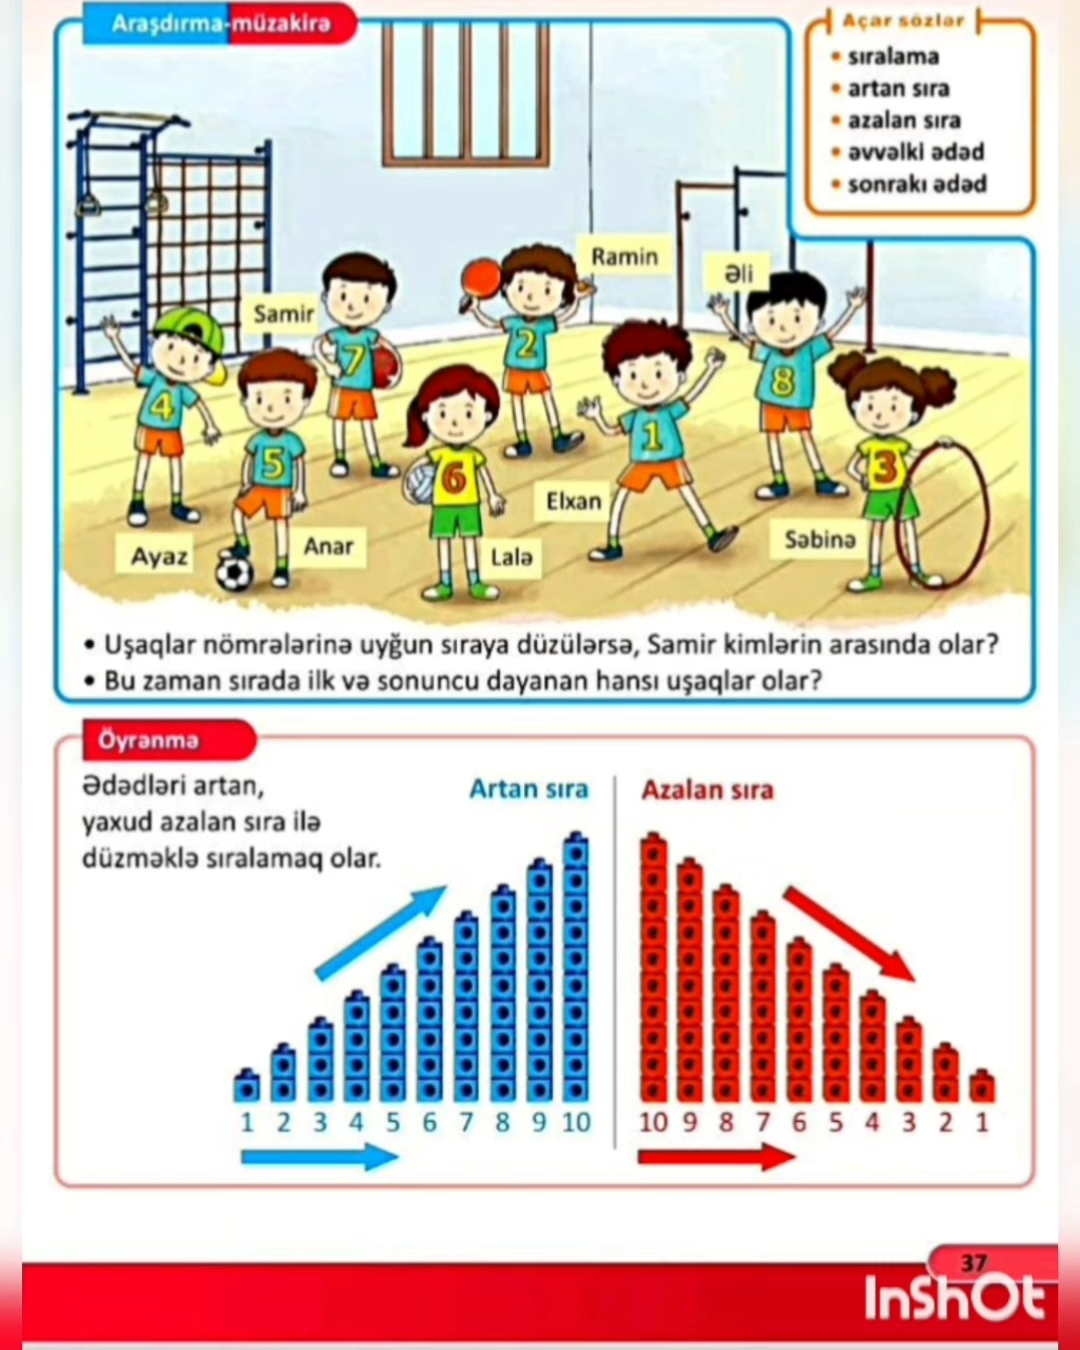 Araşdırma-müzakirə
Açar sözlər
• sıralama
• artan sıra
• azalan sıra
• əvvəlki ədəd
• sonrakı ədəd
Ramin
Əli
Samir
7
2
8
4
5
6
1
3
Elxan
Səbinə
Ayaz
Anar
Lalə
• Uşaqlar nömrələrinə uyğun sıraya düzülərsə, Samir kimlərin arasında olar?
• Bu zaman sırada ilk və sonuncu dayanan hansı uşaqlar olar?
Öyrənmə
Ədədləri artan,
yaxud azalan sıra ilə
düzməklə sıralamaq olar.
Artan sıra
Azalan sıra
1 2 3 4 5 6 7 8 9 10
10 9 8 7 6 5 4 3 2 1
37
InShOt